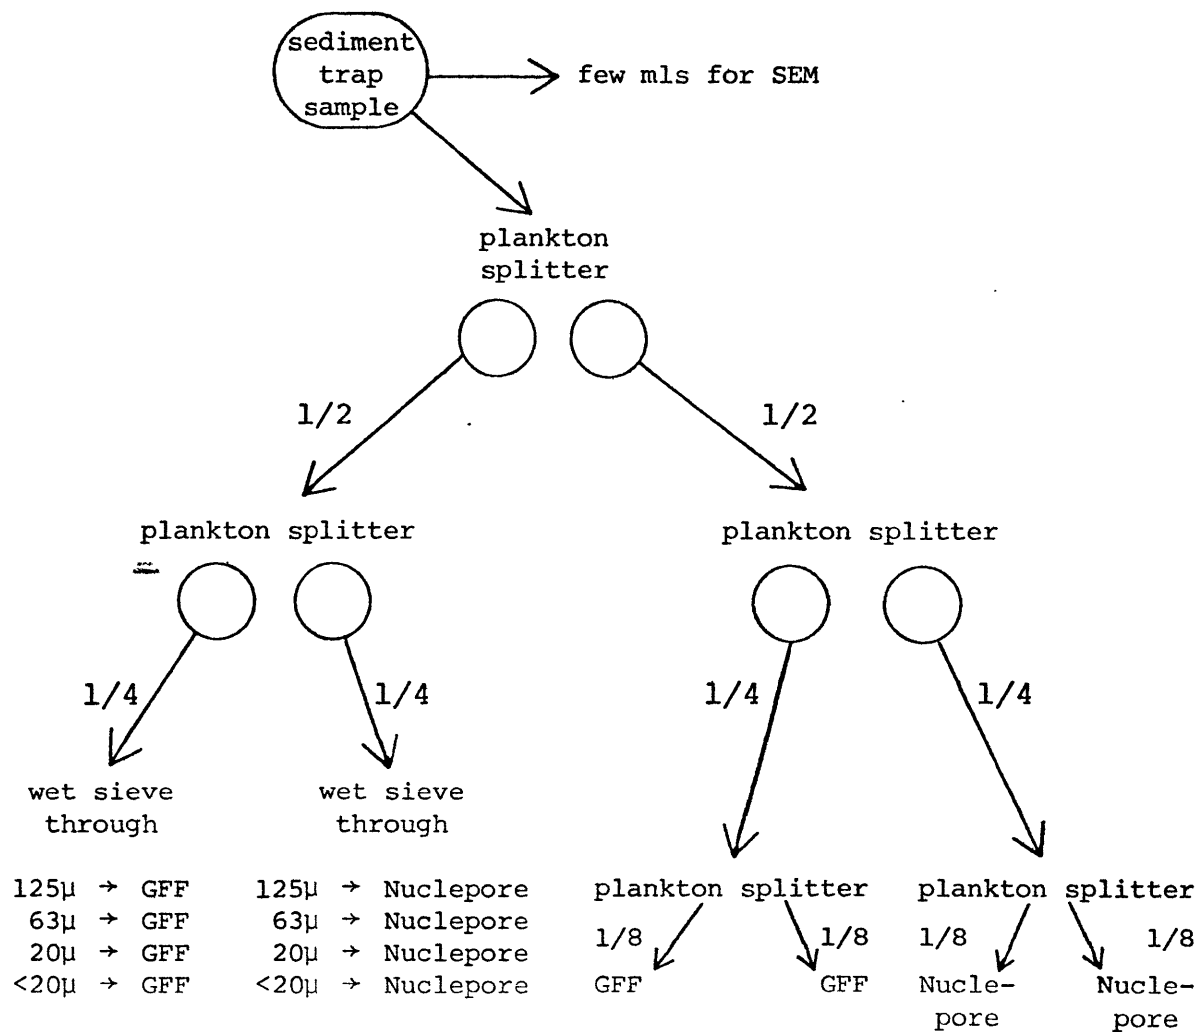 sediment
trap
sample
few mls for SEM
plankton
splitter
1/2
1/2
plankton splitter
plankton splitter
1/4
1/4
1/4
1/4
wet sieve
through
wet sieve
through
125μ → GFF
63μ → GFF
20μ → GFF
<20μ → GFF
125μ → Nuclepore
63μ → Nuclepore
20μ → Nuclepore
<20μ → Nuclepore
plankton splitter
1/8
1/8
GFF
GFF
plankton splitter
1/8
1/8
Nucle-
pore
Nucle-
pore